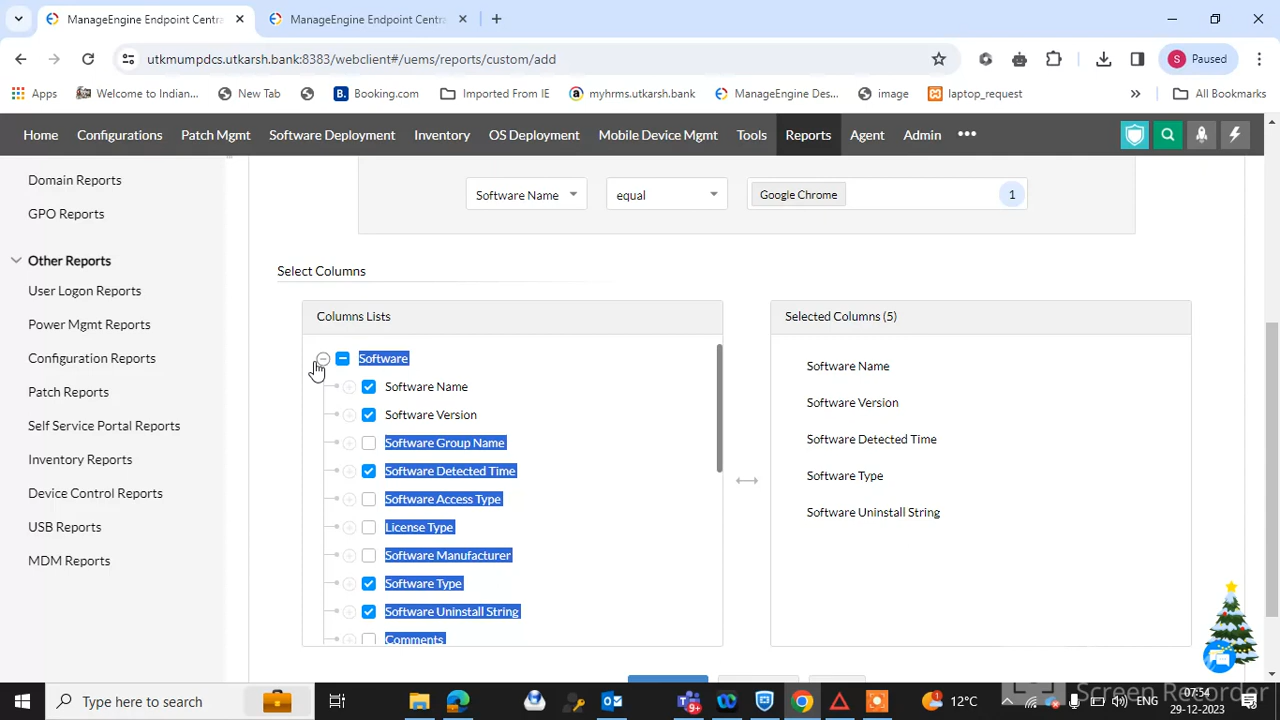 ManageEngine Endpoint Centra
ManageEngine Endpoint Centra
utkmumpdcs.utkarsh.bank:8383/webclient#/uems/reports/custom/add
S Paused
Apps
Welcome to Indian...
New Tab
Booking.com
Imported From IE
myhrms.utkarsh.bank
ManageEngine Des...
image
laptop_request
All Bookmarks
Home
Configurations
Patch Mgmt
Software Deployment
Inventory
OS Deployment
Mobile Device Mgmt
Tools
Reports
Agent
Admin
Domain Reports
GPO Reports
Other Reports
User Logon Reports
Power Mgmt Reports
Configuration Reports
Patch Reports
Self Service Portal Reports
Inventory Reports
Device Control Reports
USB Reports
MDM Reports
Software Name
equal
Google Chrome
1
Select Columns
Columns Lists
Software
Software Name
Software Version
Software Group Name
Software Detected Time
Software Access Type
License Type
Software Manufacturer
Software Type
Software Uninstall String
Comments
Selected Columns (5)
Software Name
Software Version
Software Detected Time
Software Type
Software Uninstall String
Type here to search
9+
12°C
ENG
07:54
29-12-2023
Screen Recorder